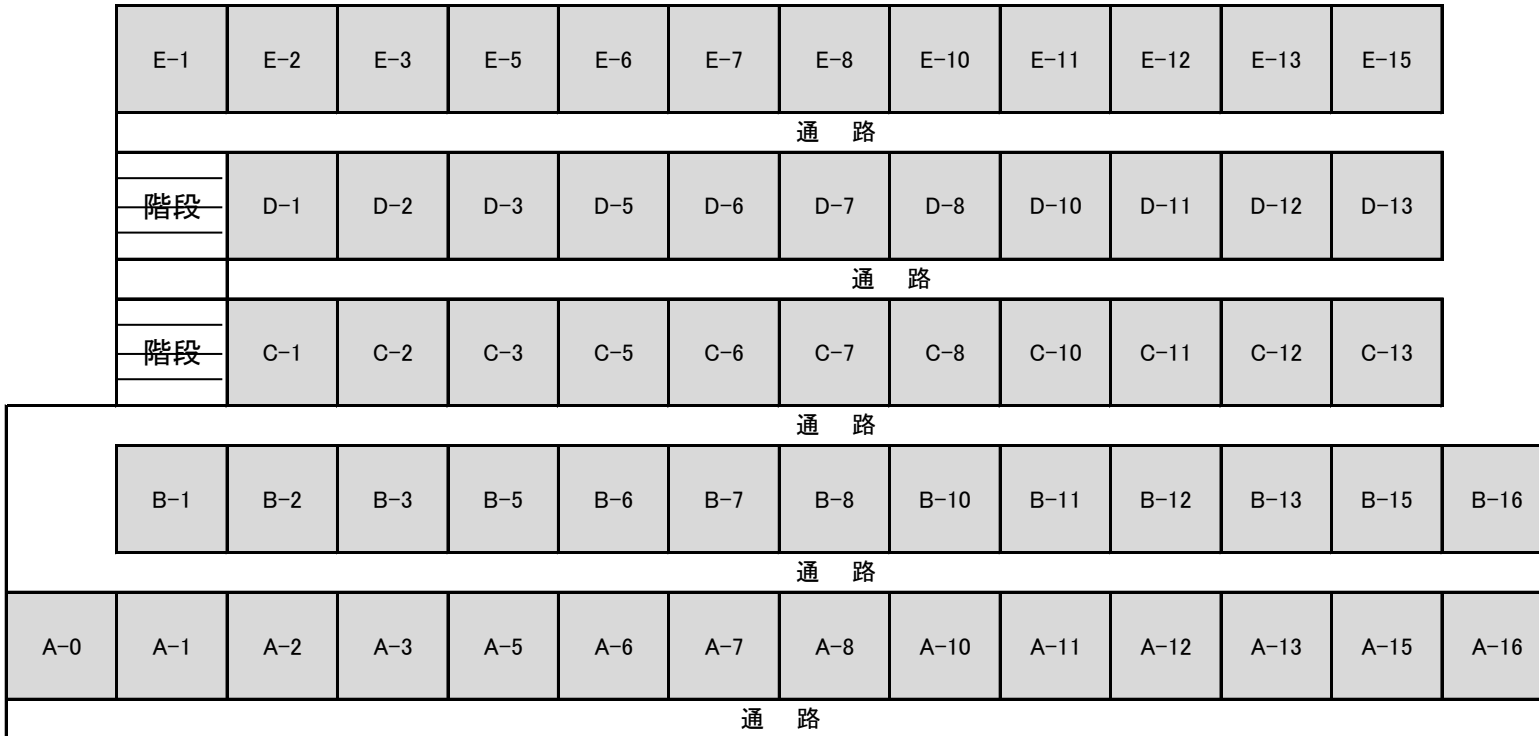 E-1 E-2 E-3 E-5 E-6 E-7 E-8 E-10 E-11 E-12 E-13 E-15
通 路
階段 D-1 D-2 D-3 D-5 D-6 D-7 D-8 D-10 D-11 D-12 D-13
通 路
階段 C-1 C-2 C-3 C-5 C-6 C-7 C-8 C-10 C-11 C-12 C-13
通 路
B-1 B-2 B-3 B-5 B-6 B-7 B-8 B-10 B-11 B-12 B-13 B-15 B-16
通 路
A-0 A-1 A-2 A-3 A-5 A-6 A-7 A-8 A-10 A-11 A-12 A-13 A-15 A-16
通 路